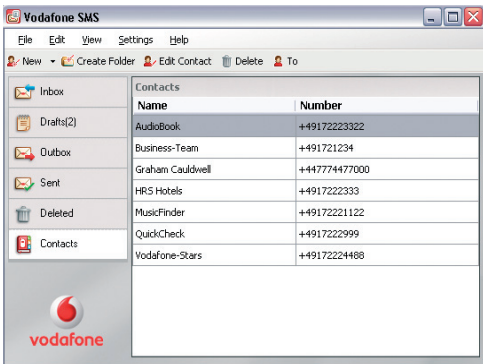 Vodafone SMS
File Edit View Settings Help
New Create Folder Edit Contact Delete To
Inbox
Drafts(2)
Outbox
Sent
Deleted
Contacts
vodafone
Contacts
Name Number
AudioBook +49172223322
Business-Team +491721234
Graham Cauldwell +447774477000
HRS Hotels +4917222333
MusicFinder +49172221122
QuickCheck +4917222999
Vodafone-Stars +49172224488